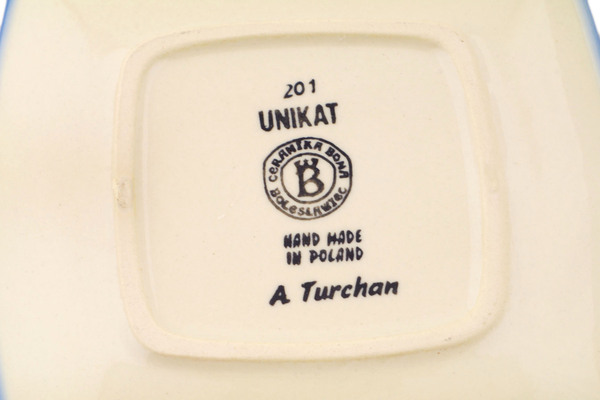 201
UNIKAT
CERAMIKA BONA
B
BOLESŁAWIEC
HAND MADE
IN POLAND
A. Turchan